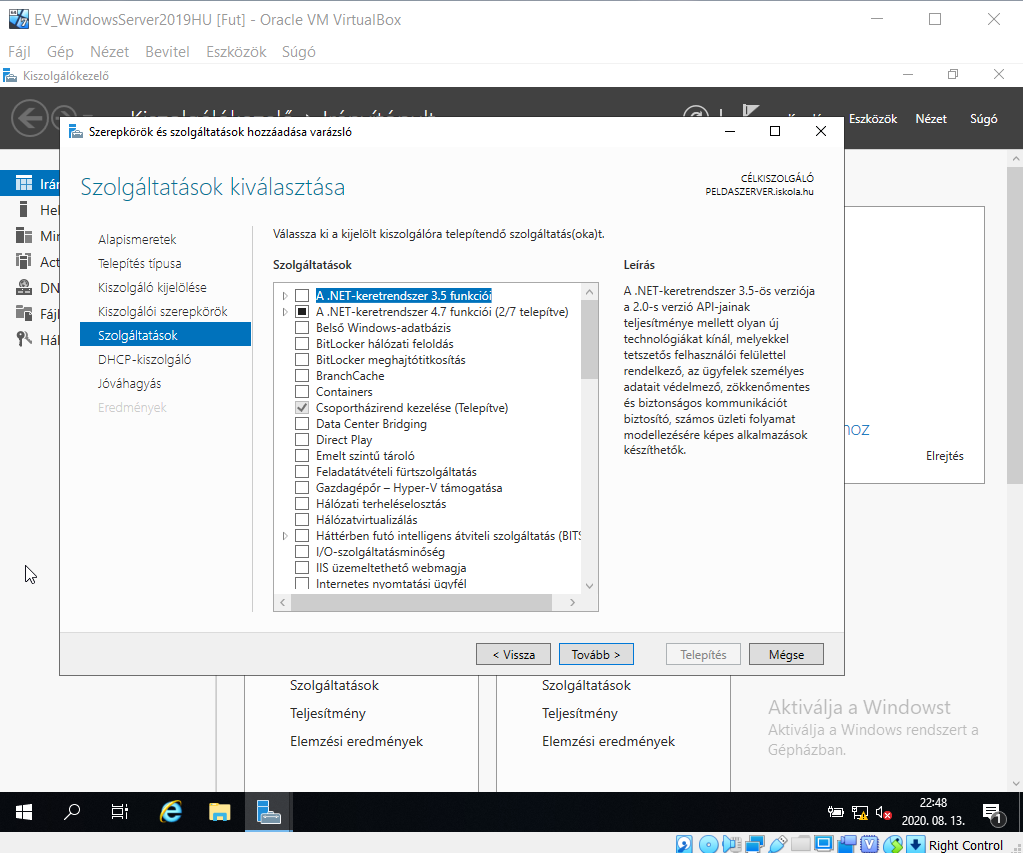 EV_WindowsServer2019HU [Fut] - Oracle VM VirtualBox
Fájl Gép Nézet Bevitel Eszközök Súgó
Kiszolgálókezelő
Eszközök Nézet Súgó
Szerepkörök és szolgáltatások hozzáadása varázsló
Szolgáltatások kiválasztása
CÉLKISZOLGÁLÓ
PELDASZERVER.iskola.hu
Alapismeretek
Telepítés típusa
Kiszolgáló kijelölése
Kiszolgálói szerepkörök
Szolgáltatások
DHCP-kiszolgáló
Jóváhagyás
Eredmények
Válassza ki a kijelölt kiszolgálóra telepítendő szolgáltatás(oka)t.
Szolgáltatások
A .NET-keretrendszer 3.5 funkciói
A .NET-keretrendszer 4.7 funkciói (2/7 telepítve)
Belső Windows-adatbázis
BitLocker hálózati feloldás
BitLocker meghajtótitkosítás
BranchCache
Containers
Csoportházirend kezelése (Telepítve)
Data Center Bridging
Direct Play
Emelt szintű tároló
Feladatátvételi fürtszolgáltatás
Gazdagépőr – Hyper-V támogatása
Hálózati terheléselosztás
Hálózatvirtualizálás
Háttérben futó intelligens átviteli szolgáltatás (BITS
I/O-szolgáltatásminőség
IIS üzemeltethető webmagja
Internetes nyomtatási ügyfél
Leírás
A .NET-keretrendszer 3.5-ös verziója
a 2.0-s verzió API-jainak
teljesítménye mellett olyan új
technológiákat kínál, melyekkel
tetszetős felhasználói felülettel
rendelkező, az ügyfelek személyes
adatait védelmező, zökkenőmentes
és biztonságos kommunikációt
biztosító, számos üzleti folyamat
modellezésére képes alkalmazások
készíthetők.
Elrejtés
< Vissza Tovább > Telepítés Mégse
Szolgáltatások
Teljesítmény
Elemzési eredmények
Szolgáltatások
Teljesítmény
Elemzési eredmények
Aktiválja a Windowst
Aktiválja a Windows rendszert a
Gépházban.
22:48
2020. 08. 13.
1
Right Control